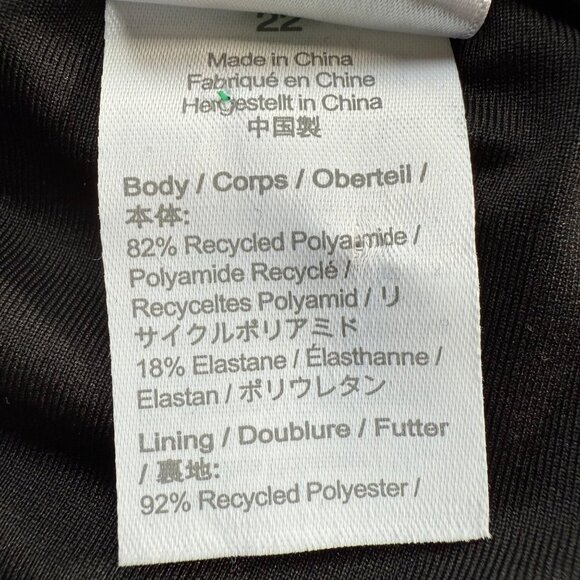 22
Made in China
Fabriqué en Chine
Hergestellt in China
中国製
Body / Corps / Oberteil /
本体:
82% Recycled Polyamide /
Polyamide Recyclé /
Recyceltes Polyamid / リ
サイクルポリアミド
18% Elastane / Élasthanne /
Elastan / ポリウレタン
Lining / Doublure / Futter
/ 裏地:
92% Recycled Polyester /